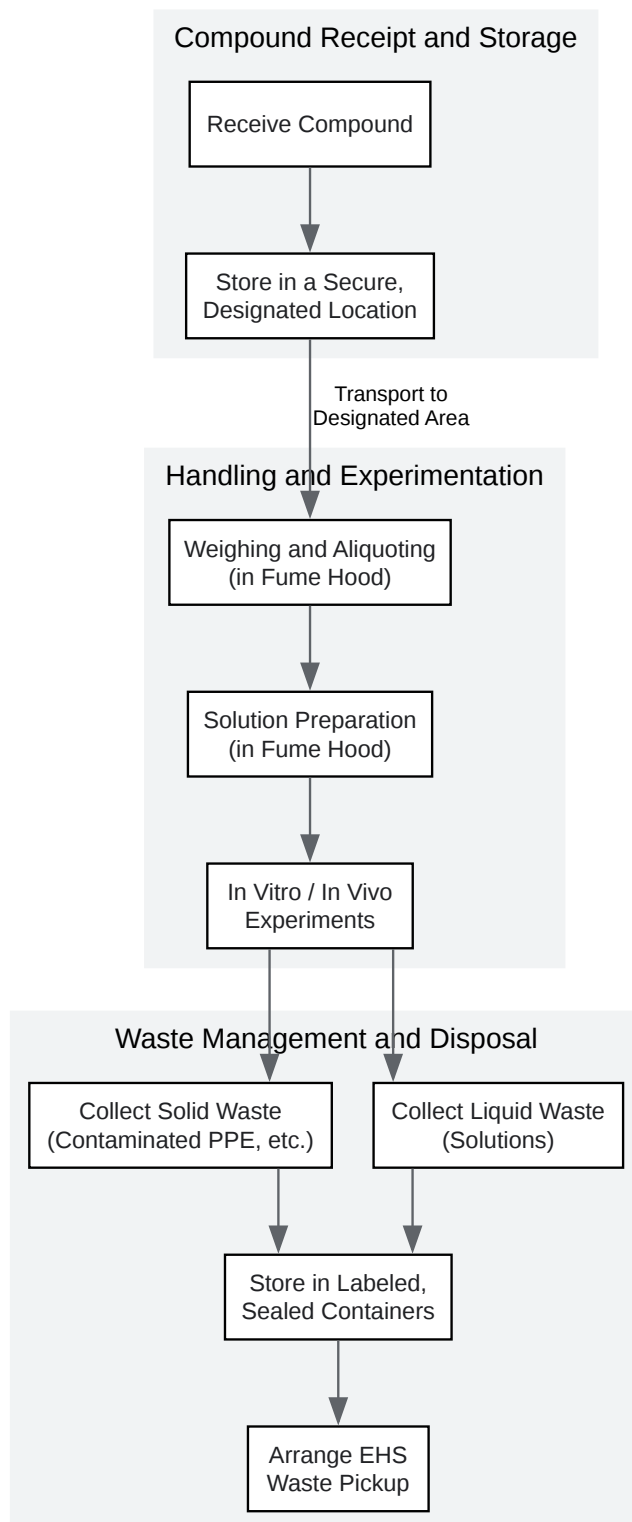 Compound Receipt and Storage
Receive Compound
Store in a Secure,
Designated Location
Transport to
Designated Area
Handling and Experimentation
Weighing and Aliquoting
(in Fume Hood)
Solution Preparation
(in Fume Hood)
In Vitro / In Vivo
Experiments
Waste Management and Disposal
Collect Solid Waste
(Contaminated PPE, etc.)
Collect Liquid Waste
(Solutions)
Store in Labeled,
Sealed Containers
Arrange EHS
Waste Pickup